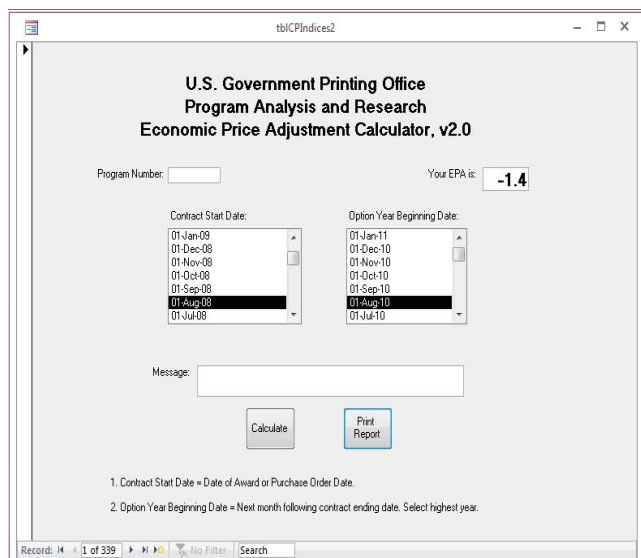 tblCPIndices2
U.S. Government Printing Office
Program Analysis and Research
Economic Price Adjustment Calculator, v2.0
Program Number:
Your EPA is: -1.4
Contract Start Date:
01-Jan-09
01-Dec-08
01-Nov-08
01-Oct-08
01-Sep-08
01-Aug-08
01-Jul-08
Option Year Beginning Date:
01-Jan-11
01-Dec-10
01-Nov-10
01-Oct-10
01-Sep-10
01-Aug-10
01-Jul-10
Message:
Calculate
Print
Report
1. Contract Start Date = Date of Award or Purchase Order Date.
2. Option Year Beginning Date = Next month following contract ending date. Select highest year.
Record: 1 of 339 No Filter Search